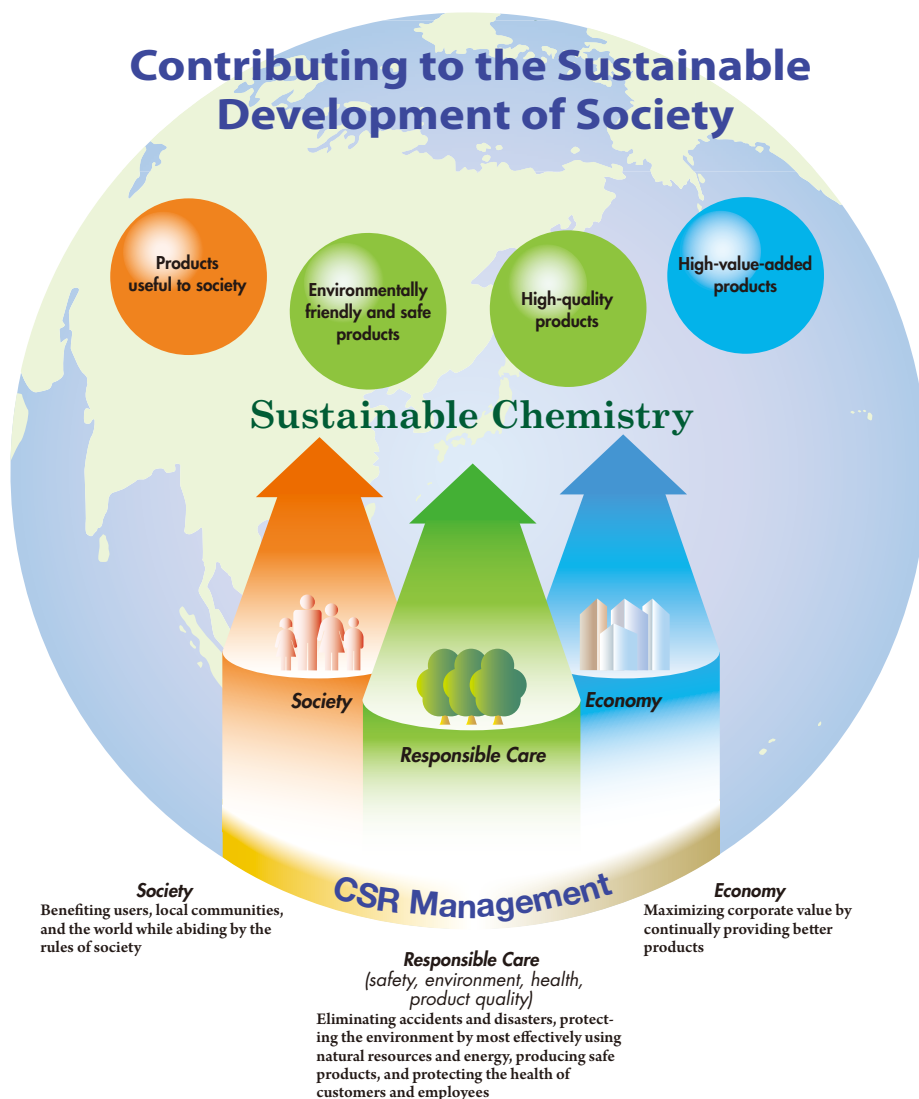 Contributing to the Sustainable
Development of Society
Products
useful to society
Environmentally
friendly and safe
products
High-quality
products
High-value-added
products
Sustainable Chemistry
Society
Responsible Care
Economy
CSR Management
Society
Benefiting users, local communities,
and the world while abiding by the
rules of society
Responsible Care
(safety, environment, health,
product quality)
Eliminating accidents and disasters, protect-
ing the environment by most effectively using
natural resources and energy, producing safe
products, and protecting the health of
customers and employees
Economy
Maximizing corporate value by
continually providing better
products